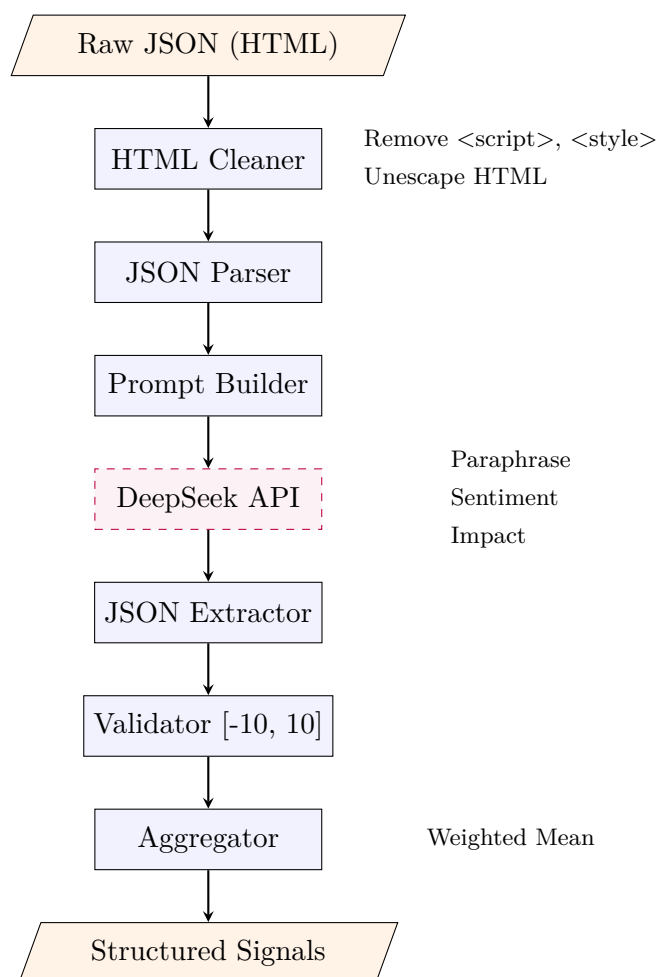 Raw JSON (HTML)
HTML Cleaner
Remove <script>, <style>
Unescape HTML
JSON Parser
Prompt Builder
DeepSeek API
Paraphrase
Sentiment
Impact
JSON Extractor
Validator [-10, 10]
Aggregator
Weighted Mean
Structured Signals